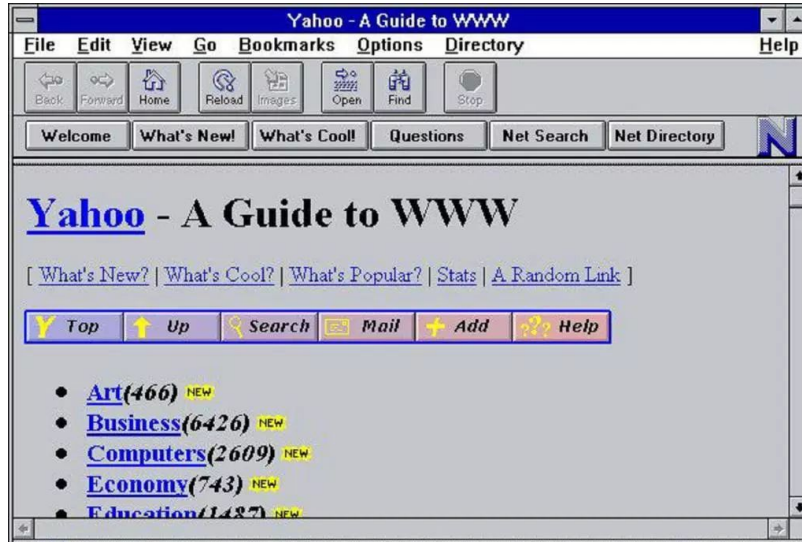 Yahoo - A Guide to WWW
File Edit View Go Bookmarks Options Directory Help
Back Forward Home Reload Images Open Find Stop
Welcome What's New! What's Cool! Questions Net Search Net Directory N
Yahoo - A Guide to WWW
[ What's New? | What's Cool? | What's Popular? | Stats | A Random Link ]
Y Top Up Search Mail Add ??? Help
• Art(466) NEW
• Business(6426) NEW
• Computers(2609) NEW
• Economy(743) NEW
• Education(1487) NEW